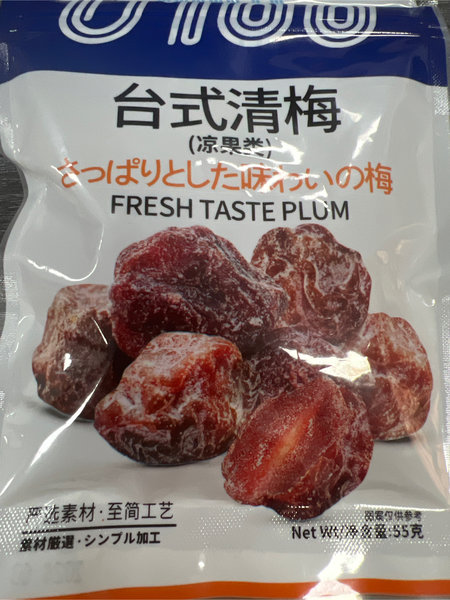 台式清梅
(凉果类)
さっぱりとした味わいの梅
FRESH TASTE PLUM
严选素材·至简工艺
素材厳選·シンプル加工
图案仅供参考
Net Wt/净含量:55克